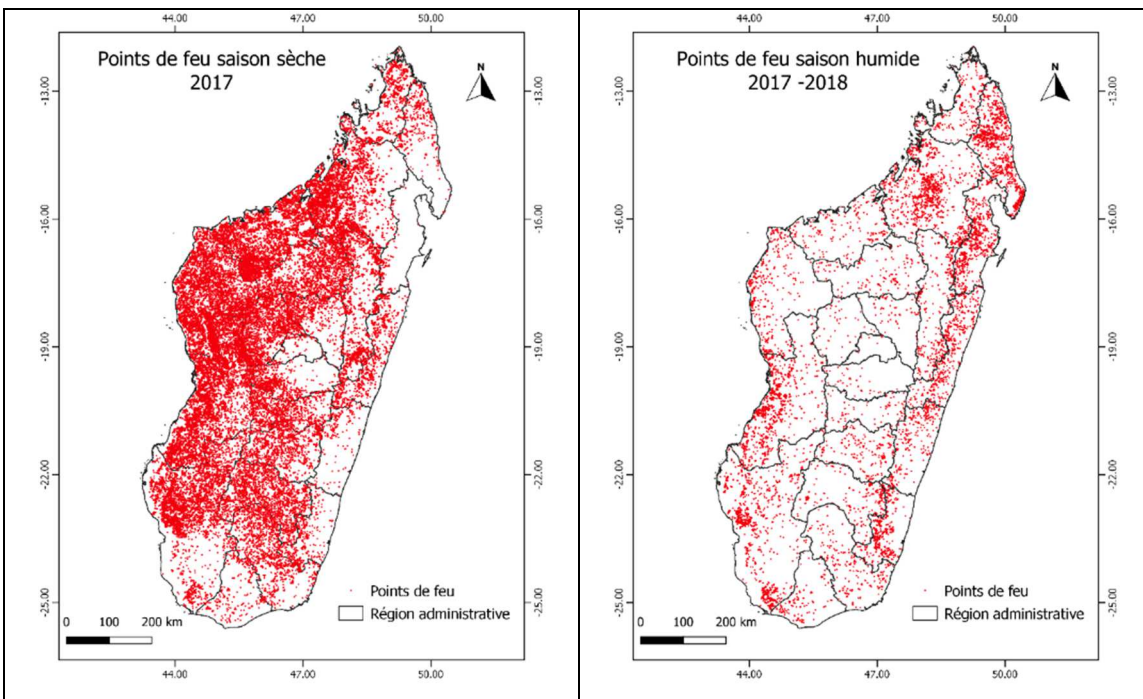 44.00 47.00 50.00
Points de feu saison sèche
2017
N
-13.00 -13.00
-16.00 -16.00
-19.00 -19.00
-22.00 -22.00
-25.00 -25.00
Points de feu
Région administrative
0 100 200 km
44.00 47.00 50.00
44.00 47.00 50.00
Points de feu saison humide
2017 -2018
N
-13.00 -13.00
-16.00 -16.00
-19.00 -19.00
-22.00 -22.00
-25.00 -25.00
Points de feu
Région administrative
0 100 200 km
44.00 47.00 50.00